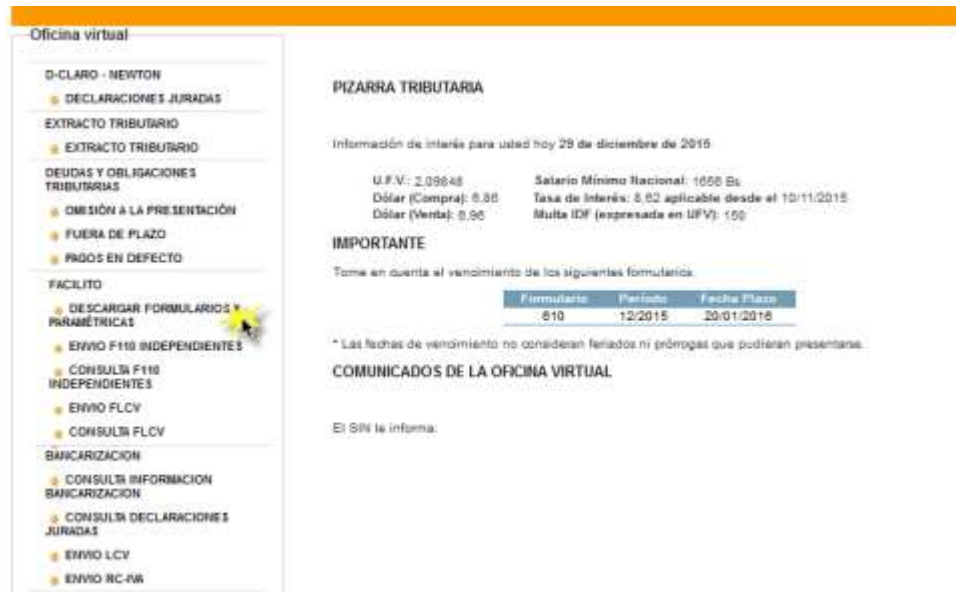 Oficina virtual
D-CLARO - NEWTON
DECLARACIONES JURADAS
EXTRACTO TRIBUTARIO
EXTRACTO TRIBUTARIO
DEUDAS Y OBLIGACIONES
TRIBUTARIAS
OMISIÓN A LA PRESENTACIÓN
FUERA DE PLAZO
PAGOS EN DEFECTO
FACILITO
DESCARGAR FORMULARIOS Y
PARAMÉTRICAS
ENVIO F110 INDEPENDIENTES
CONSULTA F110
INDEPENDIENTES
ENVIO FLCV
CONSULTA FLCV
BANCARIZACION
CONSULTA INFORMACION
BANCARIZACION
CONSULTA DECLARACIONES
JURADAS
ENVIO LCV
ENVIO RC-IVA
PIZARRA TRIBUTARIA
Información de interés para usted hoy 29 de diciembre de 2015
U.F.V.: 2.09848 Salario Mínimo Nacional: 1656 Bs.
Dólar (Compra): 6.86 Tasa de Interés: 8.62 aplicable desde el 10/11/2015
Dólar (Venta): 6.96 Multa IDF (expresada en UFV): 150
IMPORTANTE
Tome en cuenta el vencimiento de los siguientes formularios
Formulario Período Fecha Plazo
610 12/2015 20/01/2016
* Las fechas de vencimiento no consideran feriados ni prórrogas que pudieran presentarse.
COMUNICADOS DE LA OFICINA VIRTUAL
El SIN le informa: